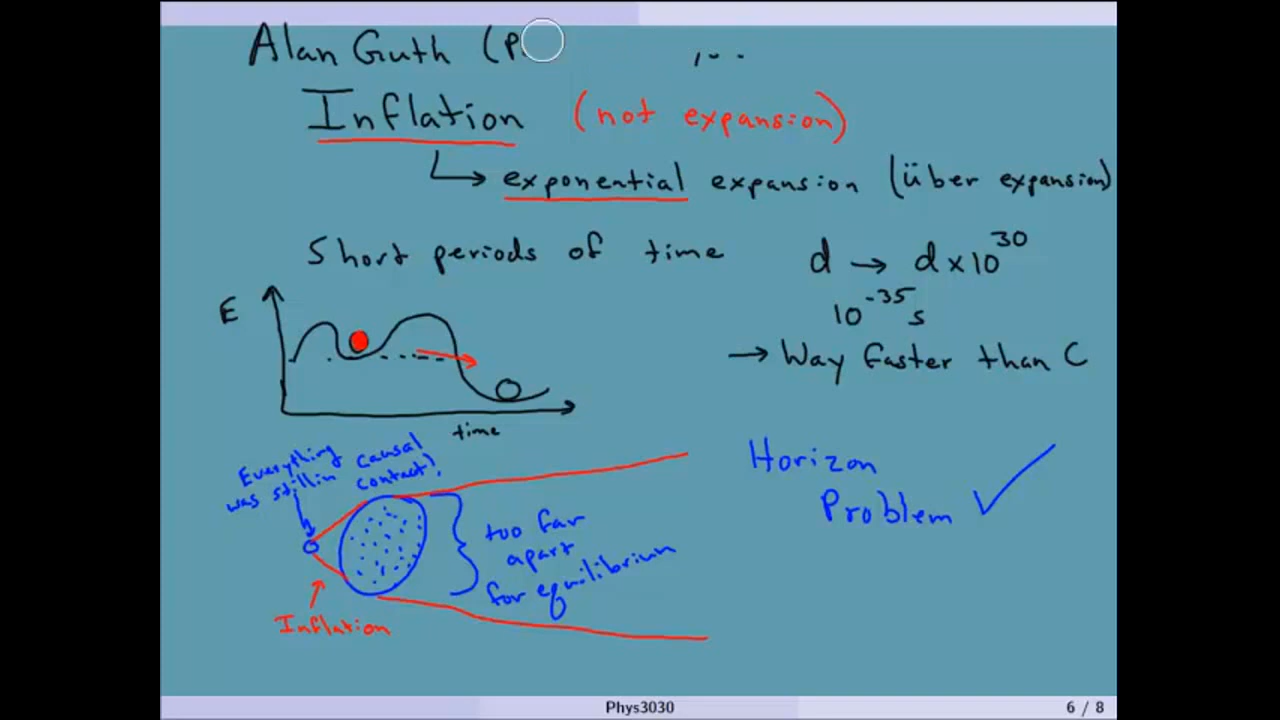 Alan Guth (P
...
Inflation (not expansion)
exponential expansion (über expansion)
Short periods of time
d → d x 10^30
10^-35 s
→ Way faster than C
E
time
Everything
was still in causal
contact!
too far
apart
for equilibrium
Inflation
Horizon
Problem ✓
Phys3030
6 / 8